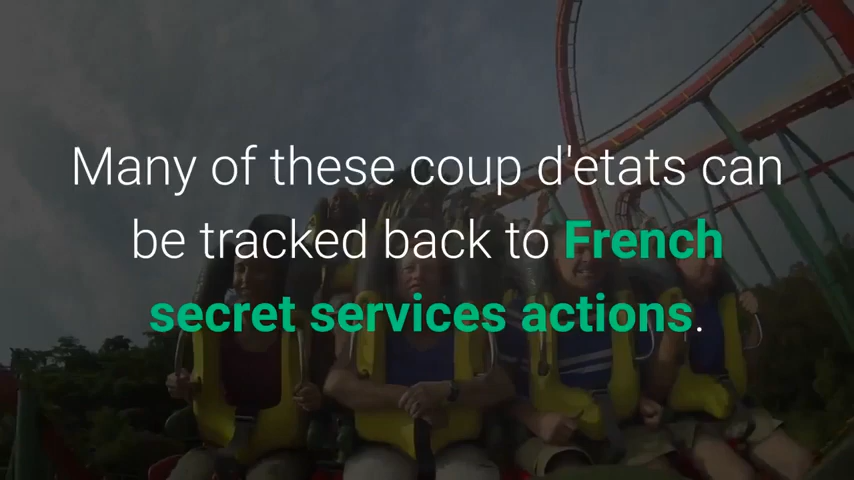 Many of these coup d'etats can
be tracked back to French
secret services actions.